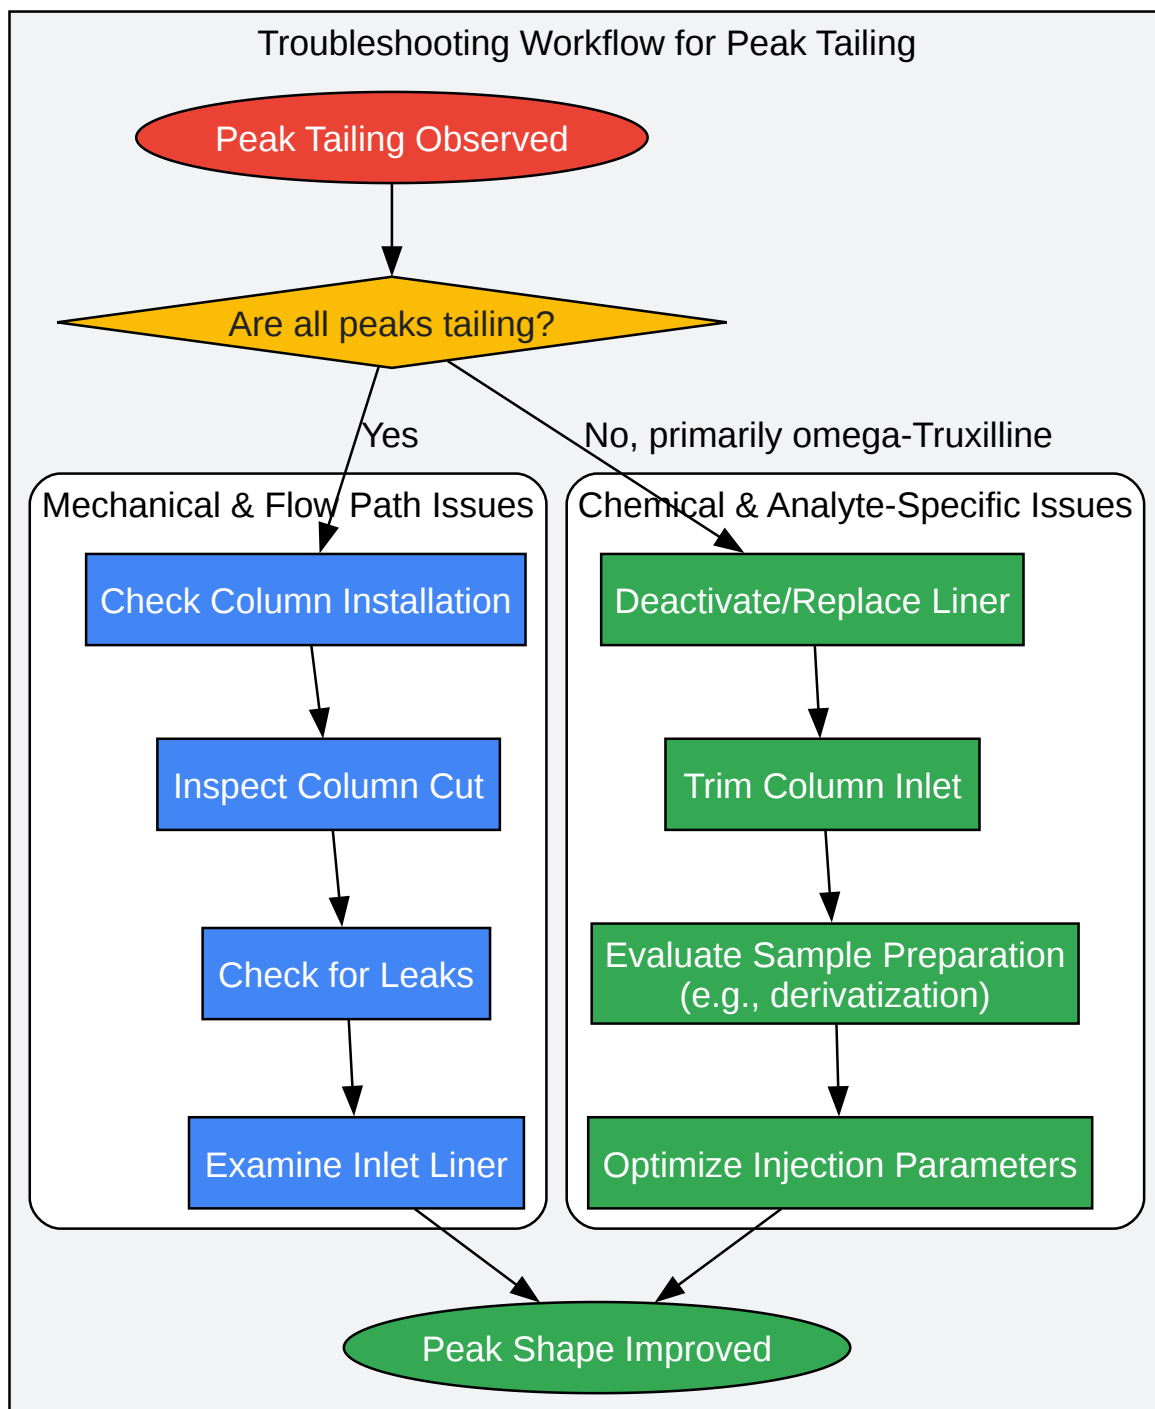 Troubleshooting Workflow for Peak Tailing
Peak Tailing Observed
Are all peaks tailing?
Yes
No, primarily omega-Truxilline
Mechanical & Flow Path Issues
Check Column Installation
Inspect Column Cut
Check for Leaks
Examine Inlet Liner
Chemical & Analyte-Specific Issues
Deactivate/Replace Liner
Trim Column Inlet
Evaluate Sample Preparation
(e.g., derivatization)
Optimize Injection Parameters
Peak Shape Improved